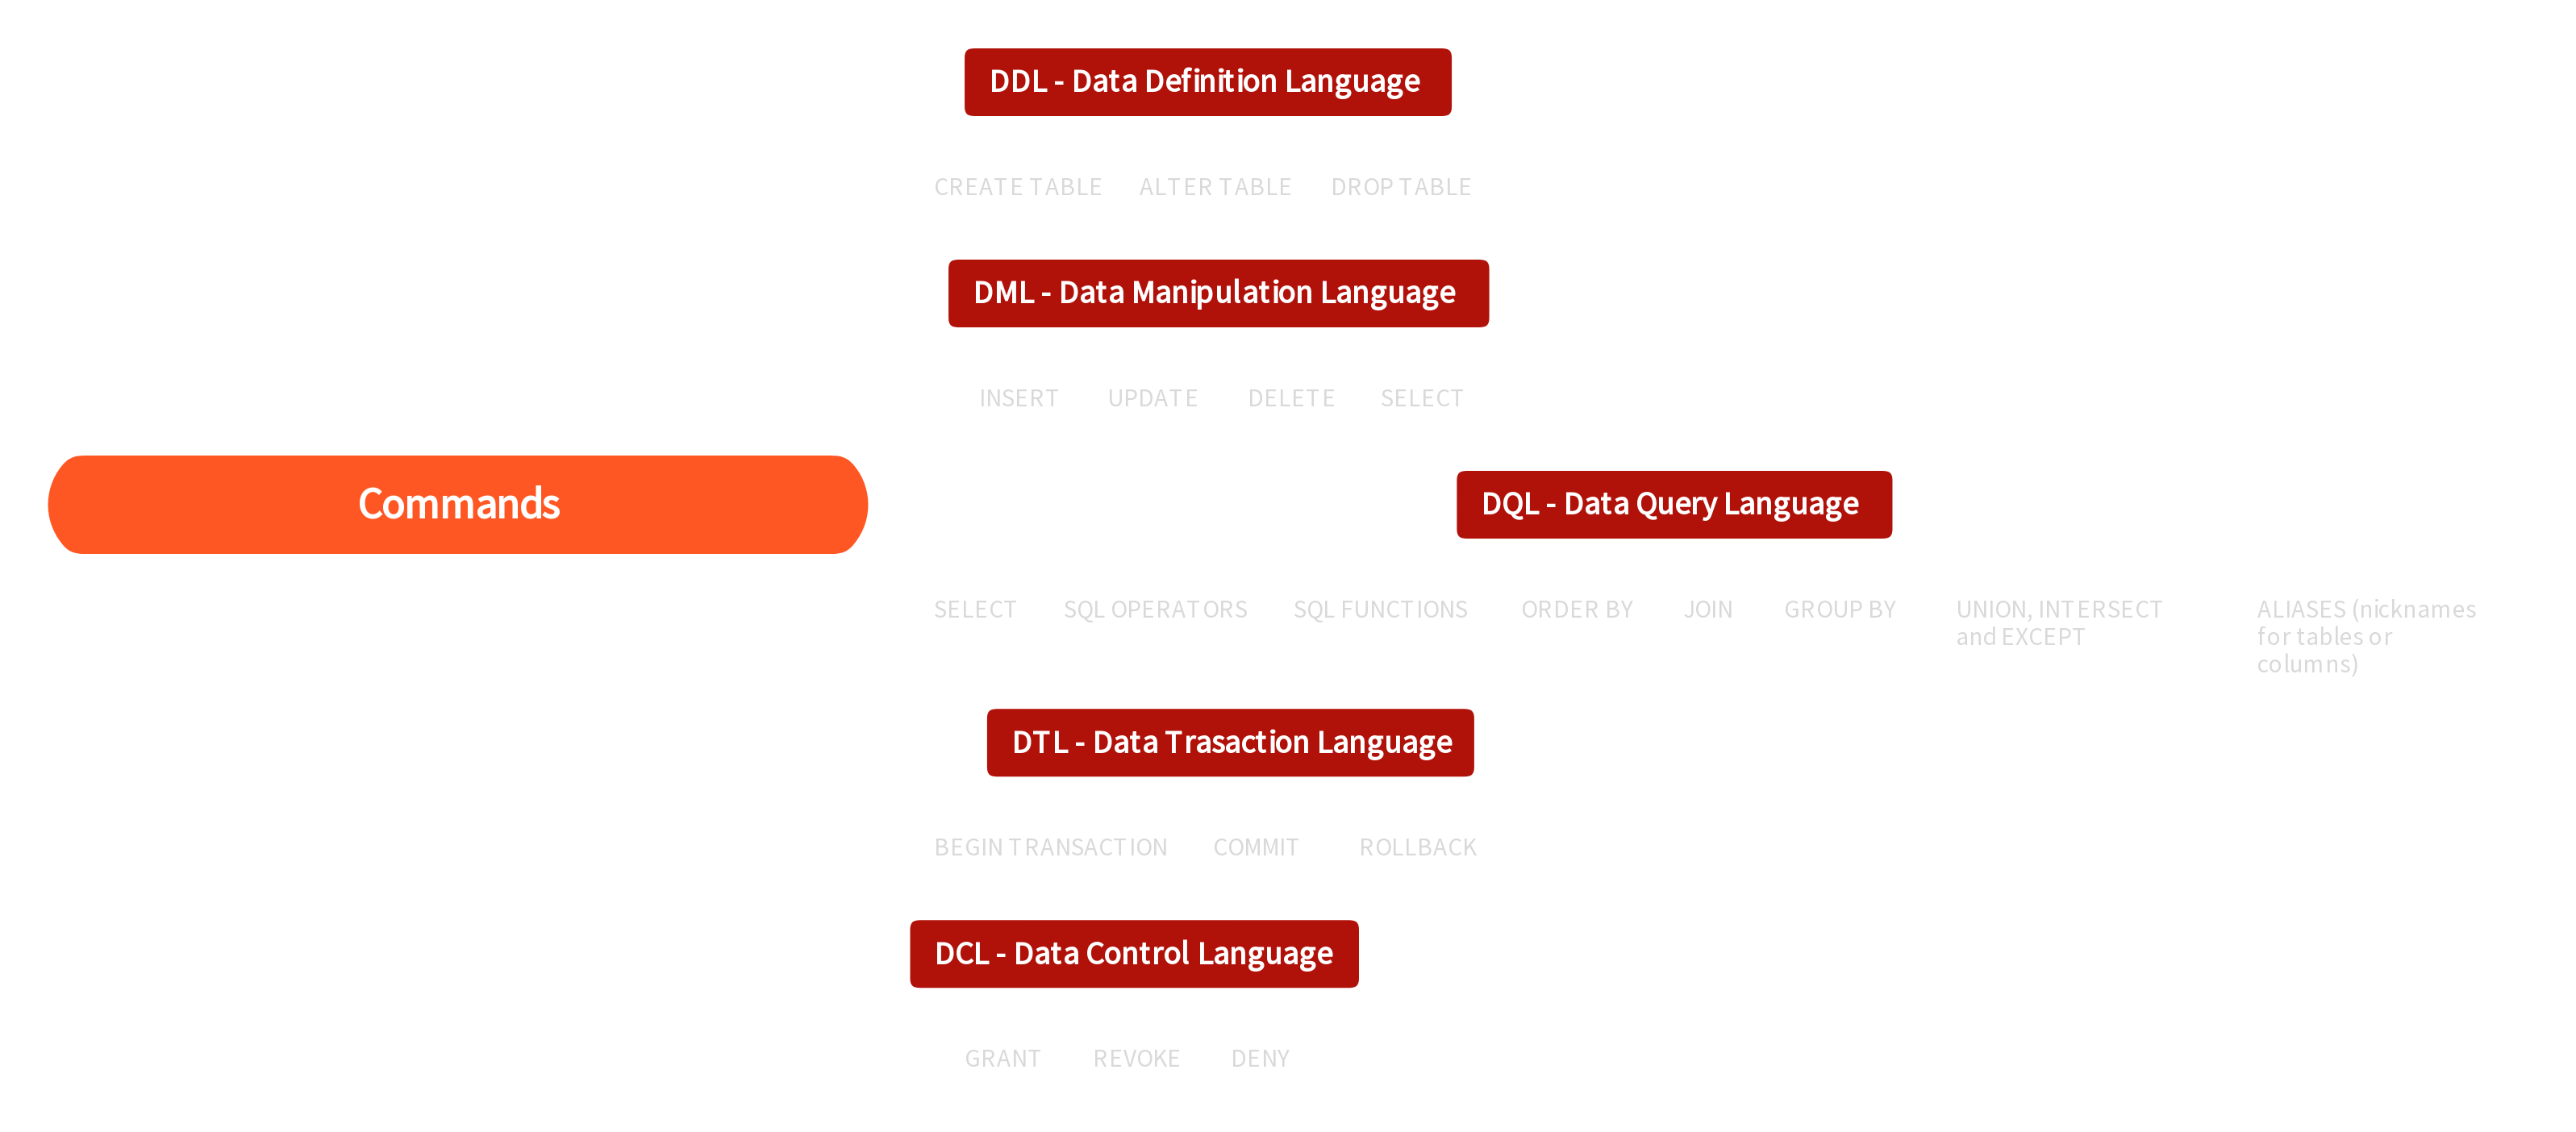 DDL - Data Definition Language
CREATE TABLE ALTER TABLE DROP TABLE
DML - Data Manipulation Language
INSERT UPDATE DELETE SELECT
Commands
DQL - Data Query Language
SELECT SQL OPERATORS SQL FUNCTIONS ORDER BY JOIN GROUP BY UNION, INTERSECT
and EXCEPT
ALIASES (nicknames
for tables or
columns)
DTL - Data Trasaction Language
BEGIN TRANSACTION COMMIT ROLLBACK
DCL - Data Control Language
GRANT REVOKE DENY